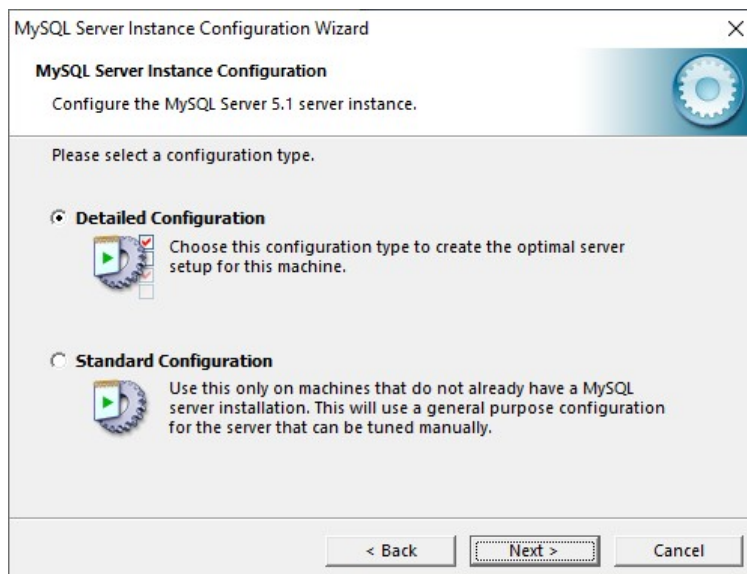 MySQL Server Instance Configuration Wizard
MySQL Server Instance Configuration
Configure the MySQL Server 5.1 server instance.
Please select a configuration type.
Detailed Configuration
Choose this configuration type to create the optimal server
setup for this machine.
Standard Configuration
Use this only on machines that do not already have a MySQL
server installation. This will use a general purpose configuration
for the server that can be tuned manually.
< Back Next > Cancel